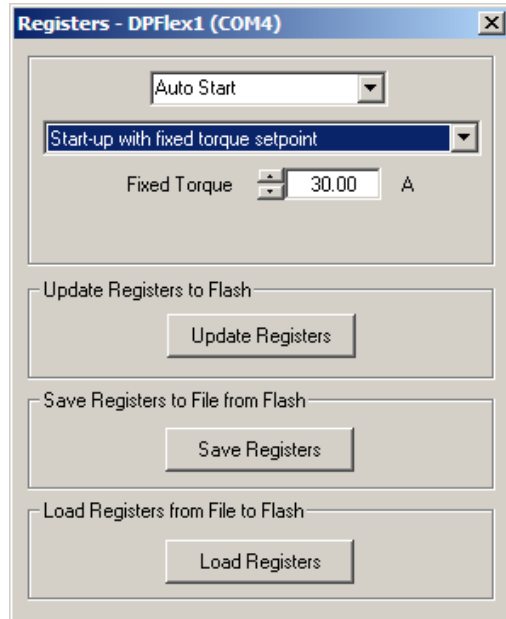 Registers - DPFlex1 (COM4)
Auto Start
Start-up with fixed torque setpoint
Fixed Torque 30.00 A
Update Registers to Flash
Update Registers
Save Registers to File from Flash
Save Registers
Load Registers from File to Flash
Load Registers